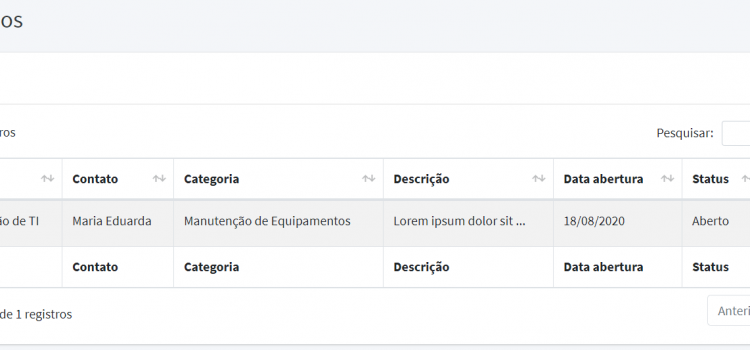 os
ros
Pesquisar:
Contato Categoria Descrição Data abertura Status
ão de TI Maria Eduarda Manutenção de Equipamentos Lorem ipsum dolor sit ... 18/08/2020 Aberto
Contato Categoria Descrição Data abertura Status
de 1 registros
Anteri